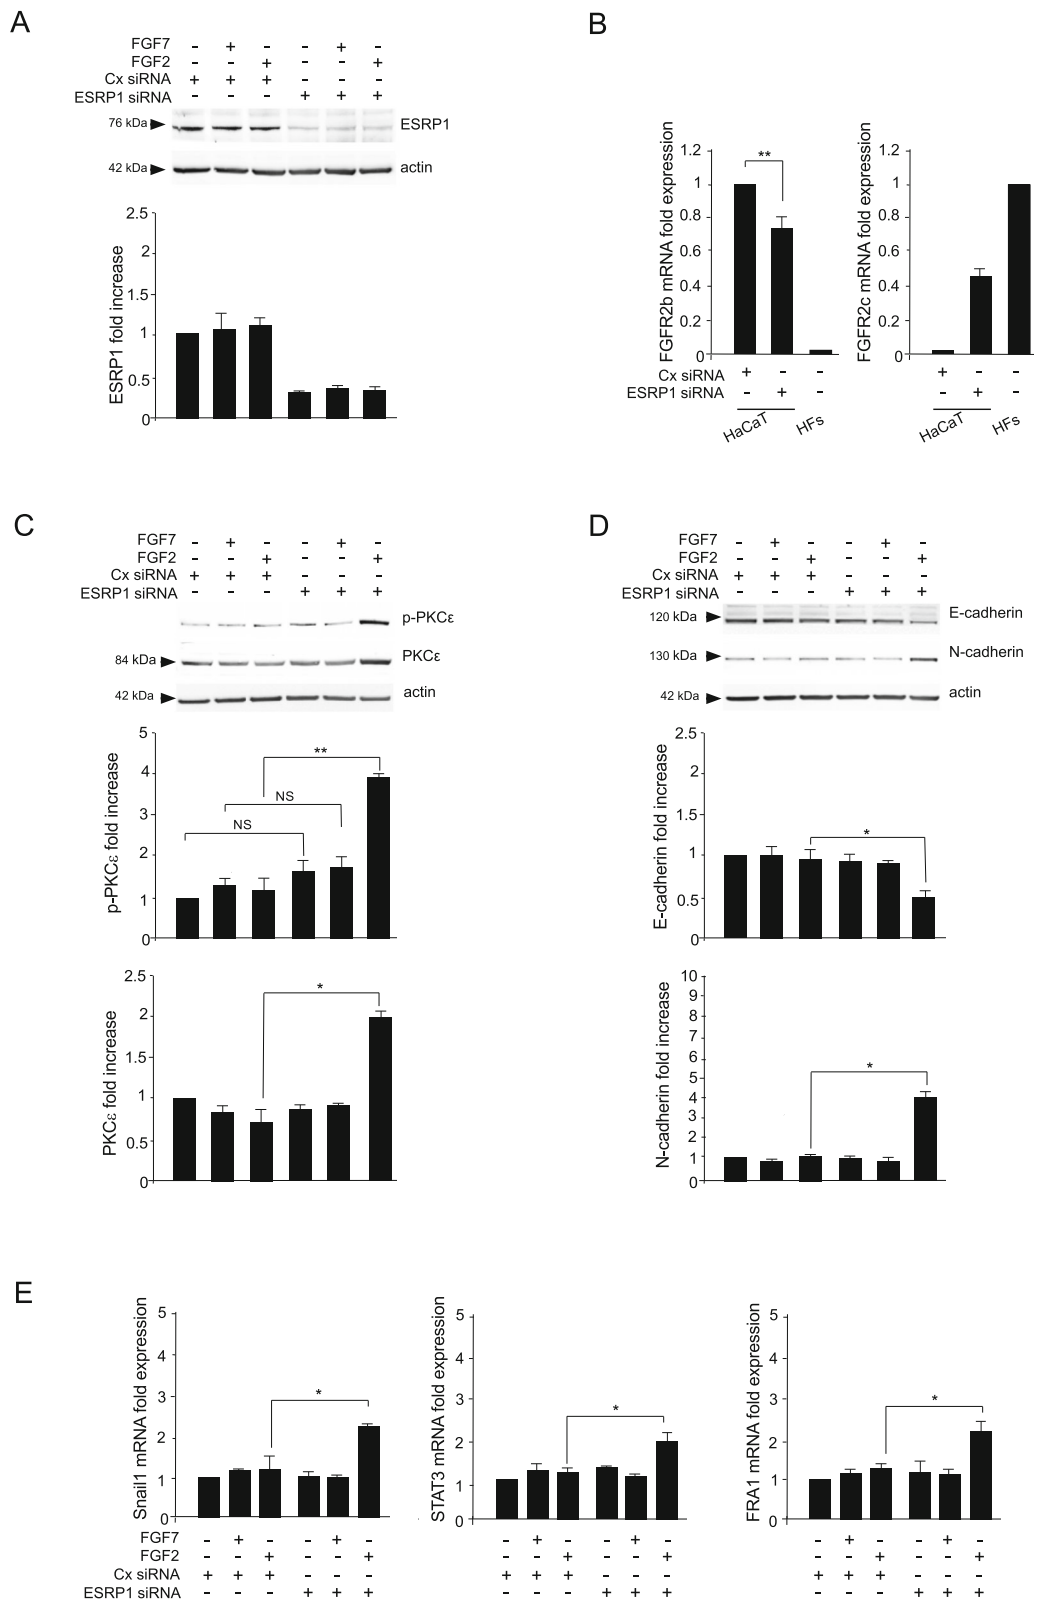 A
FGF7 - + - - + -
FGF2 - - + - - +
Cx siRNA + + + - - -
ESRP1 siRNA - - - + + +
76 kDa ESRP1
42 kDa actin
ESRP1 fold increase
2.5
2
1.5
1
0.5
0
B
FGFR2b mRNA fold expression
1.2
1
0.8
0.6
0.4
0.2
0
**
Cx siRNA + - -
ESRP1 siRNA - + -
HaCaT HFs
FGFR2c mRNA fold expression
1.2
1
0.8
0.6
0.4
0.2
0
+ - -
- + -
HaCaT HFs
C
FGF7 - + - - + -
FGF2 - - + - - +
Cx siRNA + + + - - -
ESRP1 siRNA - - - + + +
p-PKCε
84 kDa PKCε
42 kDa actin
p-PKCε fold increase
5
4
3
2
1
0
**
NS
NS
PKCε fold increase
2.5
2
1.5
1
0.5
0
*
D
FGF7 - + - - + -
FGF2 - - + - - +
Cx siRNA + + + - - -
ESRP1 siRNA - - - + + +
120 kDa E-cadherin
130 kDa N-cadherin
42 kDa actin
E-cadherin fold increase
2.5
2
1.5
1
0.5
0
*
N-cadherin fold increase
10
9
8
7
6
5
4
3
2
1
0
*
E
Snail1 mRNA fold expression
5
4
3
2
1
0
*
FGF7 - + - - + -
FGF2 - - + - - +
Cx siRNA + + + - - -
ESRP1 siRNA - - - + + +
STAT3 mRNA fold expression
5
4
3
2
1
0
*
- + - - + -
- - + - - +
+ + + - - -
- - - + + +
FRA1 mRNA fold expression
5
4
3
2
1
0
*
- + - - + -
- - + - - +
+ + + - - -
- - - + + +